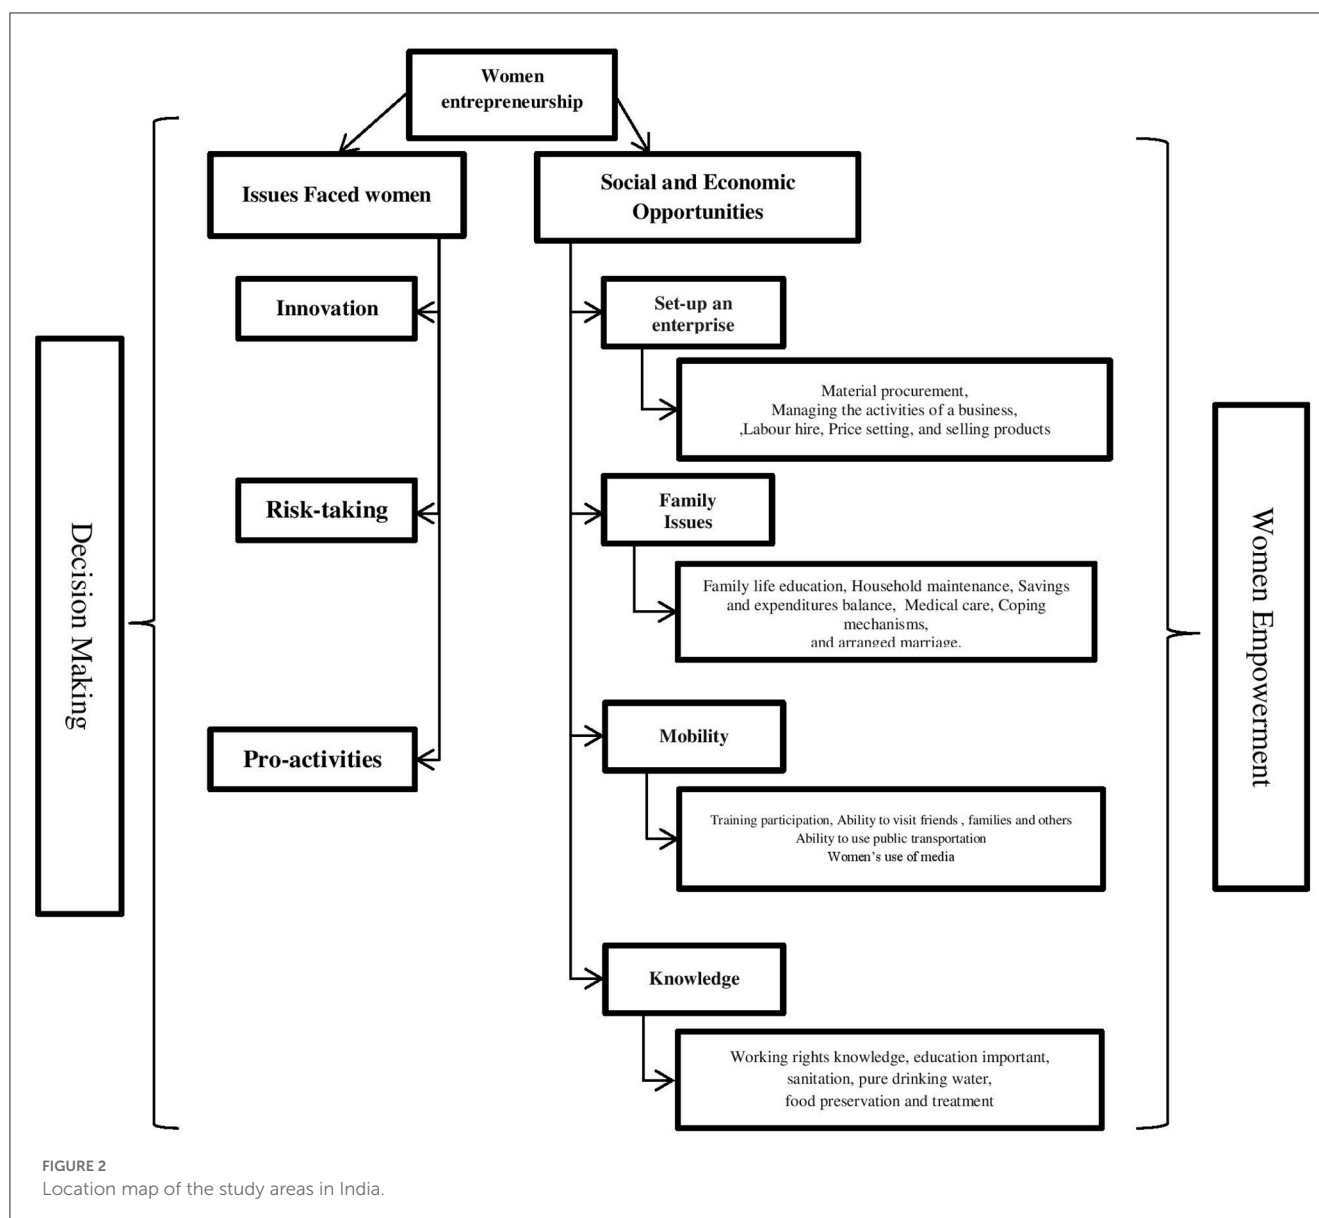 Women
entrepreneurship
Issues Faced women
Social and Economic
Opportunities
Innovation
Risk-taking
Pro-activities
Set-up an
enterprise
Material procurement,
Managing the activities of a business,
,Labour hire, Price setting, and selling products
Family
Issues
Family life education, Household maintenance, Savings
and expenditures balance, Medical care, Coping
mechanisms,
and arranged marriage.
Mobility
Training participation, Ability to visit friends , families and others
Ability to use public transportation
Women's use of media
Knowledge
Working rights knowledge, education important,
sanitation, pure drinking water,
food preservation and treatment
Decision Making
Women Empowerment
FIGURE 2
Location map of the study areas in India.